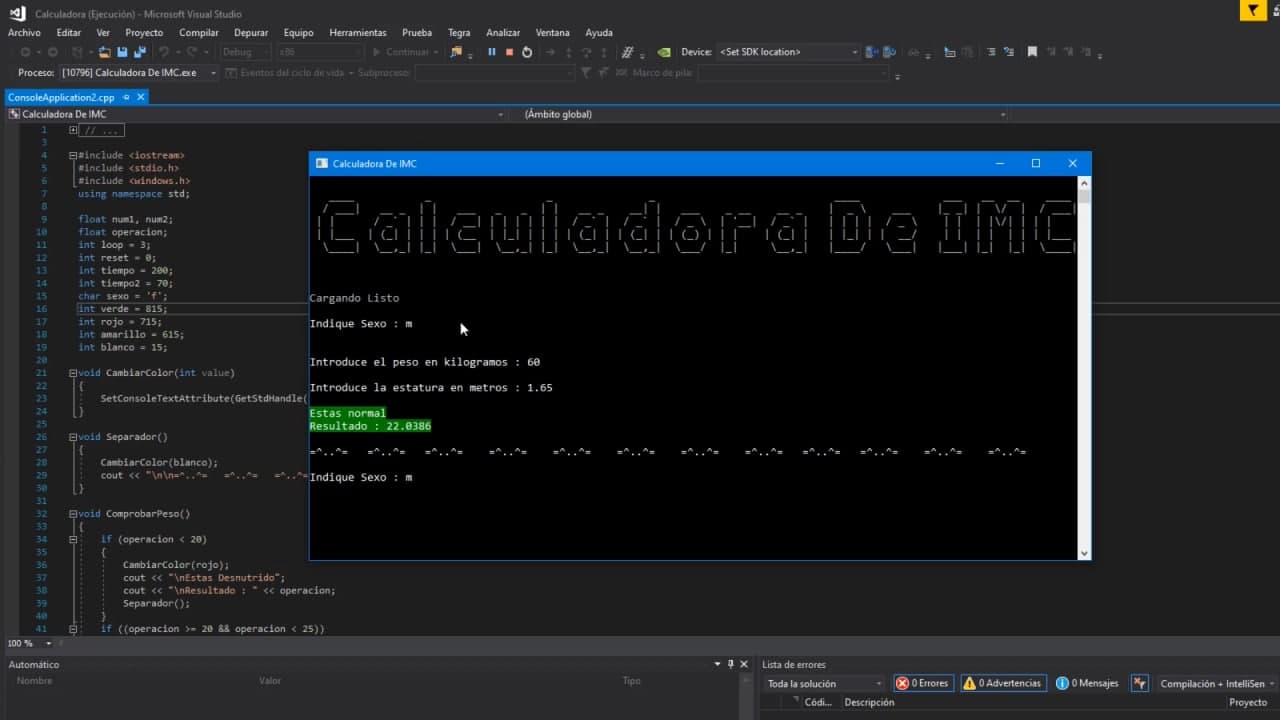 Calculadora (Ejecución) - Microsoft Visual Studio
Archivo Editar Ver Proyecto Compilar Depurar Equipo Herramientas Prueba Tegra Analizar Ventana Ayuda
Debug x86 Continuar Device: <Set SDK location>
Proceso: [10796] Calculadora De IMC.exe Eventos del ciclo de vida Subproceso: Marco de pila:
ConsoleApplication2.cpp
Calculadora De IMC (Ámbito global)
1 // ...
3
4 #include <iostream>
5 #include <stdio.h>
6 #include <windows.h>
7 using namespace std;
8
9 float num1, num2;
10 float operacion;
11 int loop = 3;
12 int reset = 0;
13 int tiempo = 200;
14 int tiempo2 = 70;
15 char sexo = 'f';
16 int verde = 815;
17 int rojo = 715;
18 int amarillo = 615;
19 int blanco = 15;
20
21 void CambiarColor(int value)
22 {
23 SetConsoleTextAttribute(GetStdHandle(
24 }
25
26 void Separador()
27 {
28 CambiarColor(blanco);
29 cout << "\n\n=^..^= =^..^= =^..^=
30 }
31
32 void ComprobarPeso()
33 {
34 if (operacion < 20)
35 {
36 CambiarColor(rojo);
37 cout << "\nEstas Desnutrido";
38 cout << "\nResultado : " << operacion;
39 Separador();
40 }
41 if ((operacion >= 20 && operacion < 25))
Calculadora De IMC
Calculadora De IMC
Cargando Listo
Indique Sexo : m
Introduce el peso en kilogramos : 60
Introduce la estatura en metros : 1.65
Estas normal
Resultado : 22.0386
=^..^= =^..^= =^..^= =^..^= =^..^= =^..^= =^..^= =^..^= =^..^= =^..^= =^..^=
Indique Sexo : m
100 %
Automático
Nombre Valor Tipo
Lista de errores
Toda la solución 0 Errores 0 Advertencias 0 Mensajes Compilación + IntelliSen
Códi... Descripción Proyecto